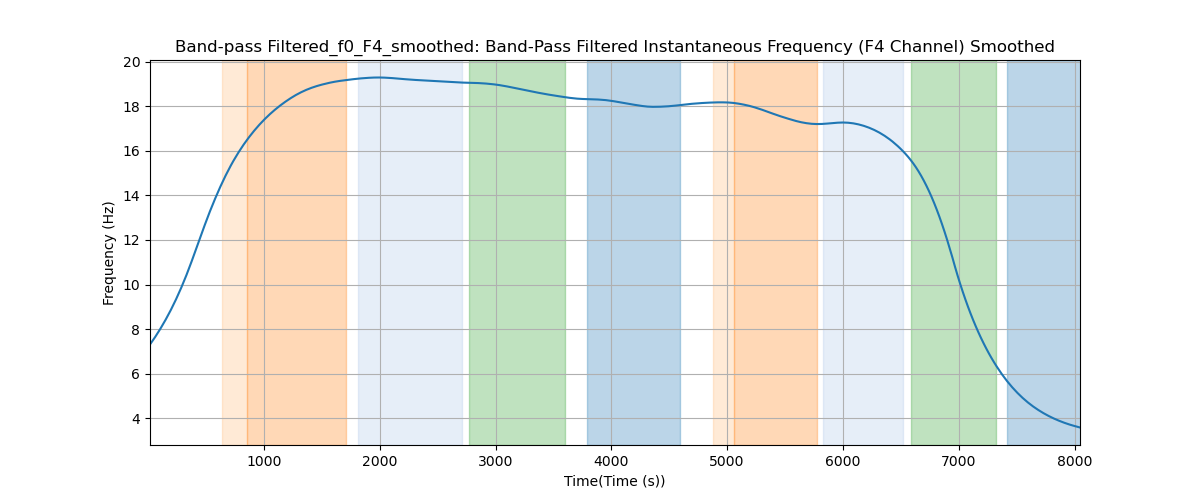 Band-pass Filtered_f0_F4_smoothed: Band-Pass Filtered Instantaneous Frequency (F4 Channel) Smoothed
Frequency (Hz)
20
18
16
14
12
10
8
6
4
1000 2000 3000 4000 5000 6000 7000 8000
Time(Time (s))